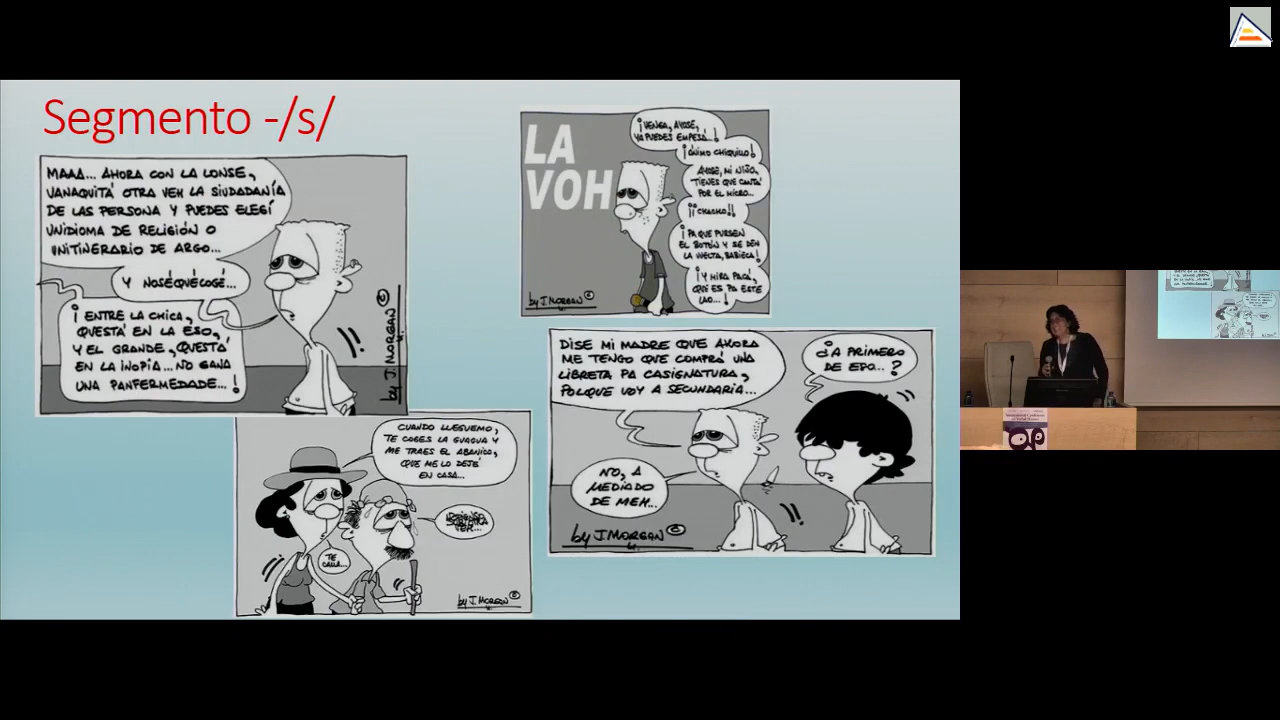 Segmento -/s/
MAAA... AHORA CON LA LONSE,
VANAQUITÁ OTRA VEH LA SIUDADANÍA
DE LAS PERSONA Y PUEDES ELEGÍ
UNIDIOMA DE RELIGIÓN O
UNITINERARIO DE ARGO...
Y NOSÉQUÉCOGÉ...
¡ ENTRE LA CHICA,
QUESTÁ EN LA ESO,
Y EL GRANDE, QUESTÁ
EN LA INOPIA... NO GANA
UNA PANFERMEDADE... !
by J. MORGAN ©
LA
VOH
¡ VENGA, AYOSE,
YA PUEDES EMPESÁ... !
¡ ÁNIMO CHIQUILLO !
AYOSE, MI NIÑO,
TIENES QUE CANTÁ
POR EL MICRO...
¡¡ CHACHO !!
¡ PA QUE PURSEN
EL BOTÓN Y SE DEN
LA VUELTA, BABIECA !
¡ Y MIRA PACÁ,
QUE ES PA ESTE
LAO... !
by J. MORGAN ©
CUANDO LLEGUEMO,
TE COGES LA GUAGUA Y
ME TRAES EL ABANICO,
QUE ME LO DEJÉ
EN CASA...
TE
CALLA...
by J. MORGAN ©
DISE MI MADRE QUE AHORA
ME TENGO QUE COMPRÁ UNA
LIBRETA PA CASIGNATURA,
POLQUE VOY A SECUNDARIA...
¿A PRIMERO
DE EPO... ?
NO, A
MEDIADO
DE MEH...
by J. MORGAN ©
International Conference